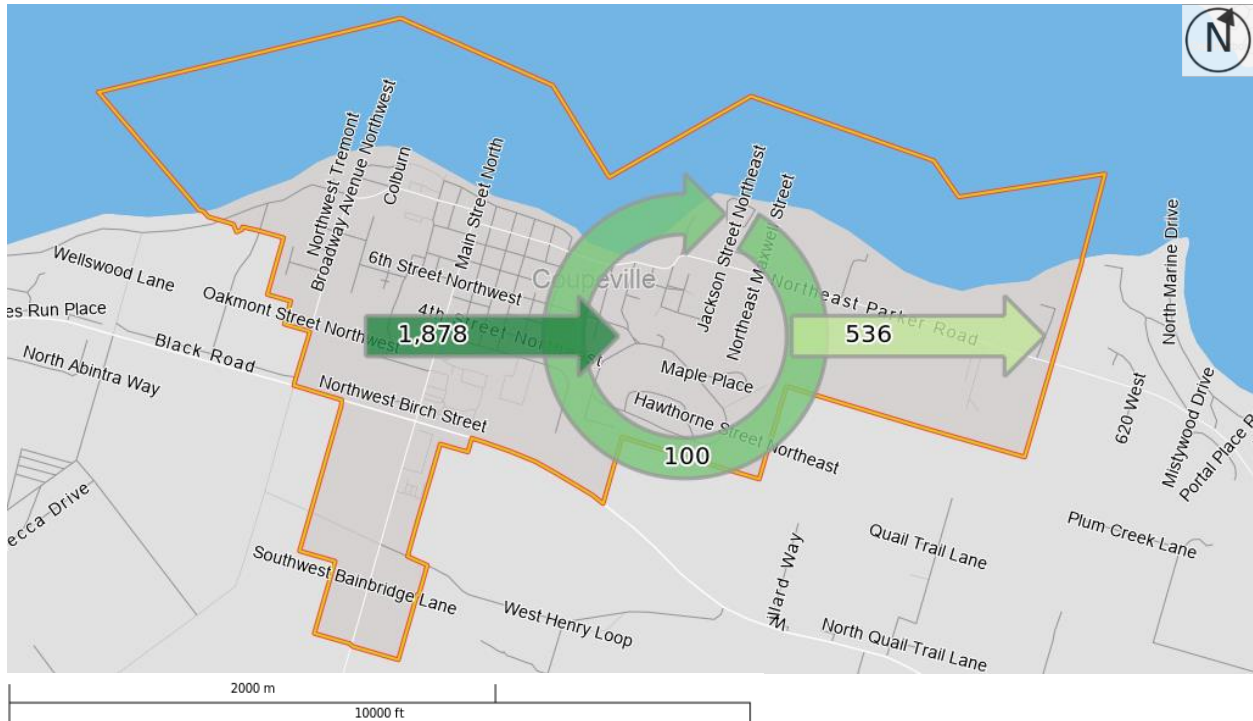 N
Northwest Tremont
Broadway Avenue Northwest
Colburn
Main Street North
Jackson Street Northeast
Northeast Maxwell Street
North Marine Drive
Wellswood Lane
6th Street Northwest
Coupeville
Northeast Parker Road
es Run Place
Oakmont Street Northwest
4th Street Northeast
1,878
536
Black Road
North Abintra Way
Maple Place
Northwest Birch Street
Hawthorne Street Northeast
620 West
Mistywood Drive
Portal Place R
100
ecca Drive
Plum Creek Lane
Quail Trail Lane
Southwest Bainbridge Lane
West Henry Loop
North Quail Trail Lane
2000 m
10000 ft